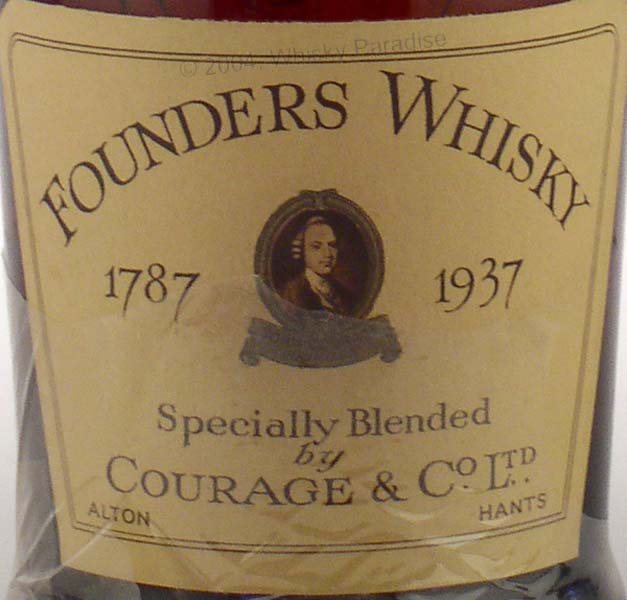 © 2004 Whisky Paradise
FOUNDERS WHISKY
1787 1937
Specially Blended
by
COURAGE & Co. LTD.
ALTON HANTS